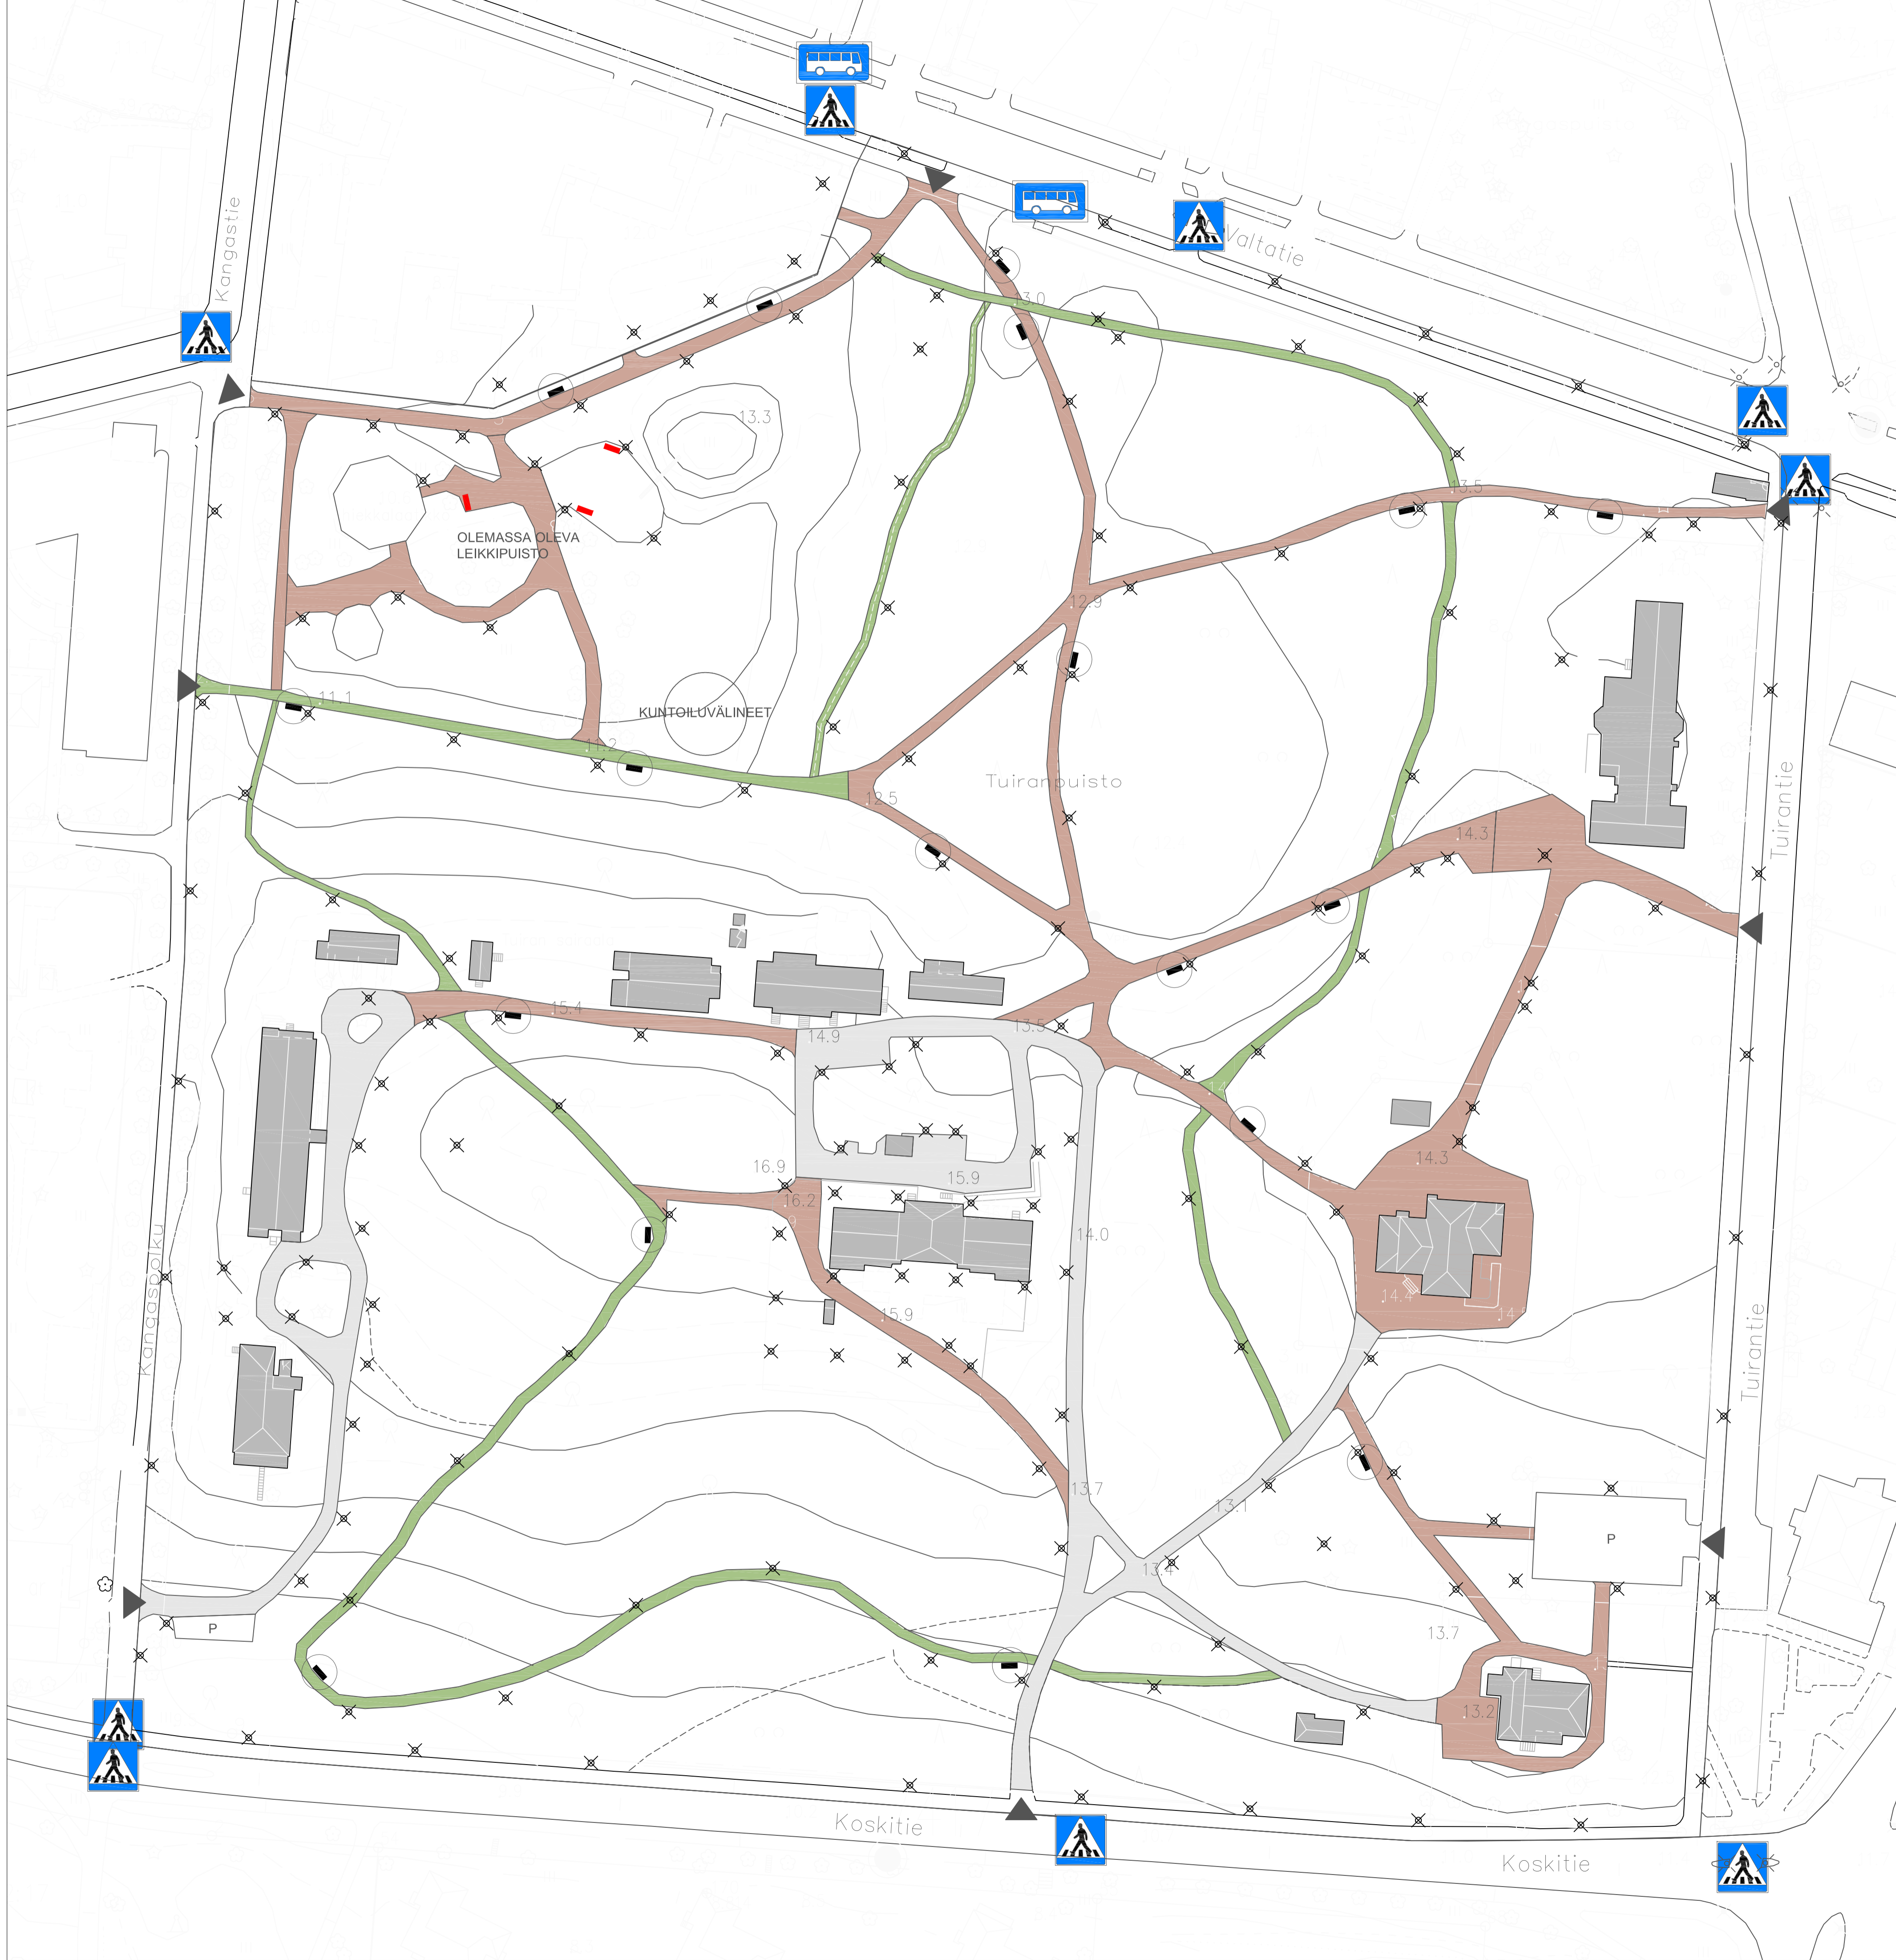 Valtatie
Kangastie
13.0
13.3
13.5
OLEMASSA OLEVA
LEIKKIPUISTO
12.9
11.1
KUNTOILUVÄLINEET
11.2
Tuiranpuisto
12.5
Tuirantie
14.3
15.4
13.5
14.9
14.3
16.9
15.9
16.2
14.0
Kangaspolku
14.4
15.9
Tuirantie
13.7
13.1
P
13.4
P
13.7
13.2
Koskitie
Koskitie